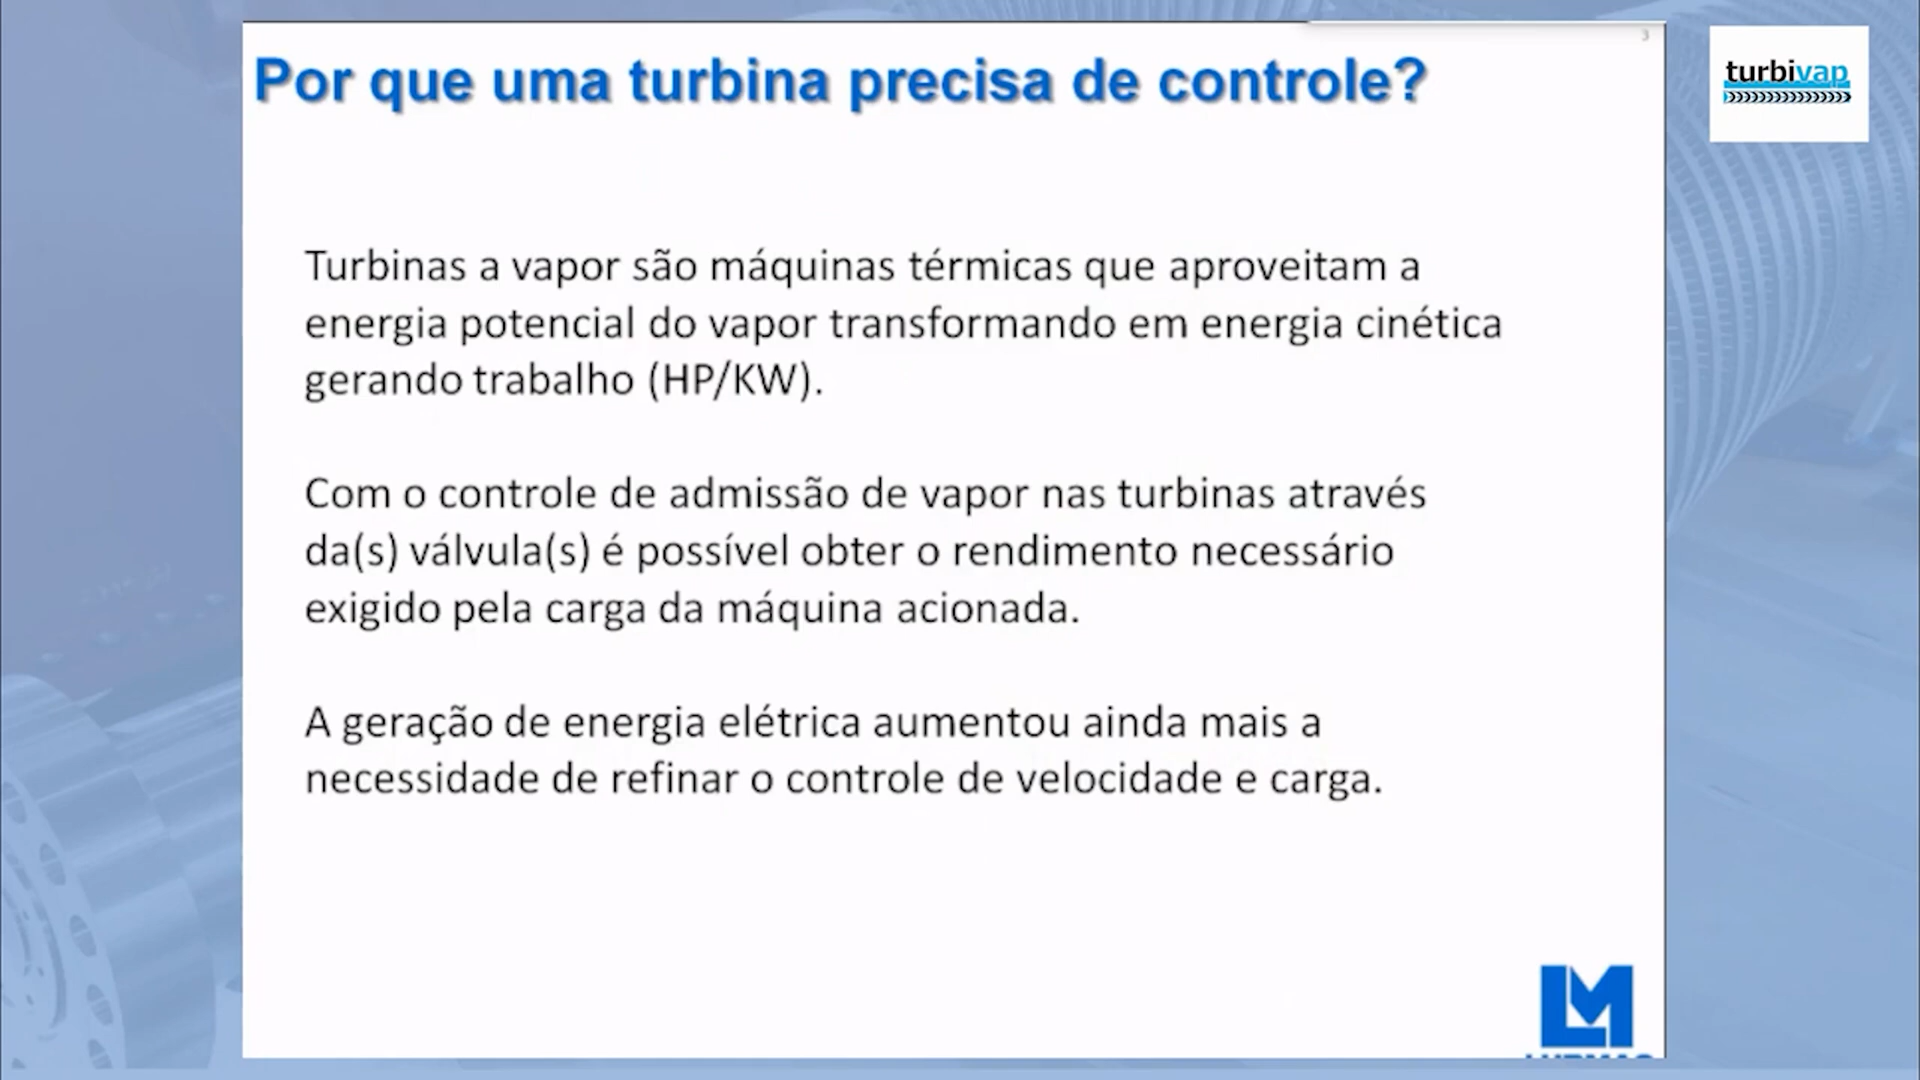 3
Por que uma turbina precisa de controle?
turbivap
Turbinas a vapor são máquinas térmicas que aproveitam a
energia potencial do vapor transformando em energia cinética
gerando trabalho (HP/KW).
Com o controle de admissão de vapor nas turbinas através
da(s) válvula(s) é possível obter o rendimento necessário
exigido pela carga da máquina acionada.
A geração de energia elétrica aumentou ainda mais a
necessidade de refinar o controle de velocidade e carga.
LM